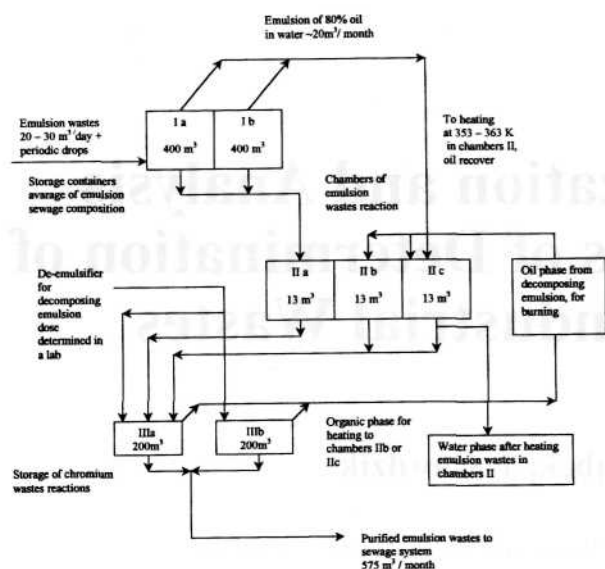 Emulsion of 80% oil
in water ~20m³/ month
Emulsion wastes
20 – 30 m³/day +
periodic drops
I a
400 m³
I b
400 m³
To heating
at 353 – 363 K
in chambers II,
oil recover
Storage containers
avarage of emulsion
sewage composition
Chambers of
emulsion
wastes reaction
De-emulsifier
for
decomposing
emulsion
dose
determined in
a lab
II a
13 m³
II b
13 m³
II c
13 m³
Oil phase from
decomposing
emulsion, for
burning
IIIa
200m³
IIIb
200m³
Organic phase for
heating to
chambers IIb or
IIc
Water phase after heating
emulsion wastes in
chambers II
Storage of chromium
wastes reactions
Purified emulsion wastes to
sewage system
575 m³ / month